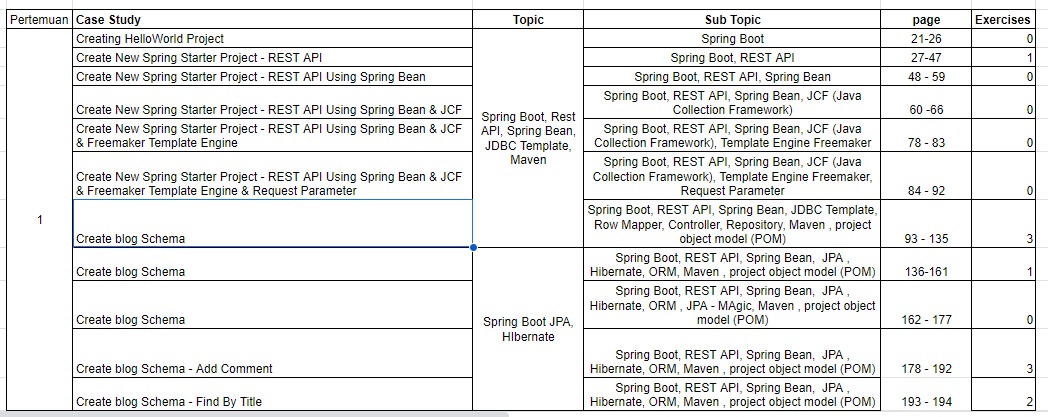 Pertemuan Case Study Topic Sub Topic page Exercises
1
Creating HelloWorld Project Spring Boot 21-26 0
Create New Spring Starter Project - REST API Spring Boot, REST API 27-47 1
Create New Spring Starter Project - REST API Using Spring Bean Spring Boot, REST API, Spring Bean 48 - 59 0
Spring Boot, REST API, Spring Bean, JCF (Java
Create New Spring Starter Project - REST API Using Spring Bean & JCF Collection Framework) 60 -66 0
Spring Boot, Rest
API, Spring Bean,
JDBC Template,
Maven
Create New Spring Starter Project - REST API Using Spring Bean & JCF Spring Boot, REST API, Spring Bean, JCF (Java
& Freemaker Template Engine Collection Framework), Template Engine Freemaker 78 - 83 0
Spring Boot, REST API, Spring Bean, JCF (Java
Create New Spring Starter Project - REST API Using Spring Bean & JCF Collection Framework), Template Engine Freemaker,
& Freemaker Template Engine & Request Parameter Request Parameter 84 - 92 0
Spring Boot, REST API, Spring Bean, JDBC Template,
Row Mapper, Controller, Repository, Maven , project
Create blog Schema object model (POM) 93 - 135 3
Spring Boot, REST API, Spring Bean, JPA ,
Create blog Schema Hibernate, ORM, Maven , project object model (POM) 136-161 1
Spring Boot JPA,
HIbernate
Spring Boot, REST API, Spring Bean, JPA ,
Hibernate, ORM , JPA - MAgic, Maven , project object
Create blog Schema model (POM) 162 - 177 0
Spring Boot, REST API, Spring Bean, JPA ,
Create blog Schema - Add Comment Hibernate, ORM, Maven , project object model (POM) 178 - 192 3
Spring Boot, REST API, Spring Bean, JPA ,
Create blog Schema - Find By Title Hibernate, ORM, Maven , project object model (POM) 193 - 194 2